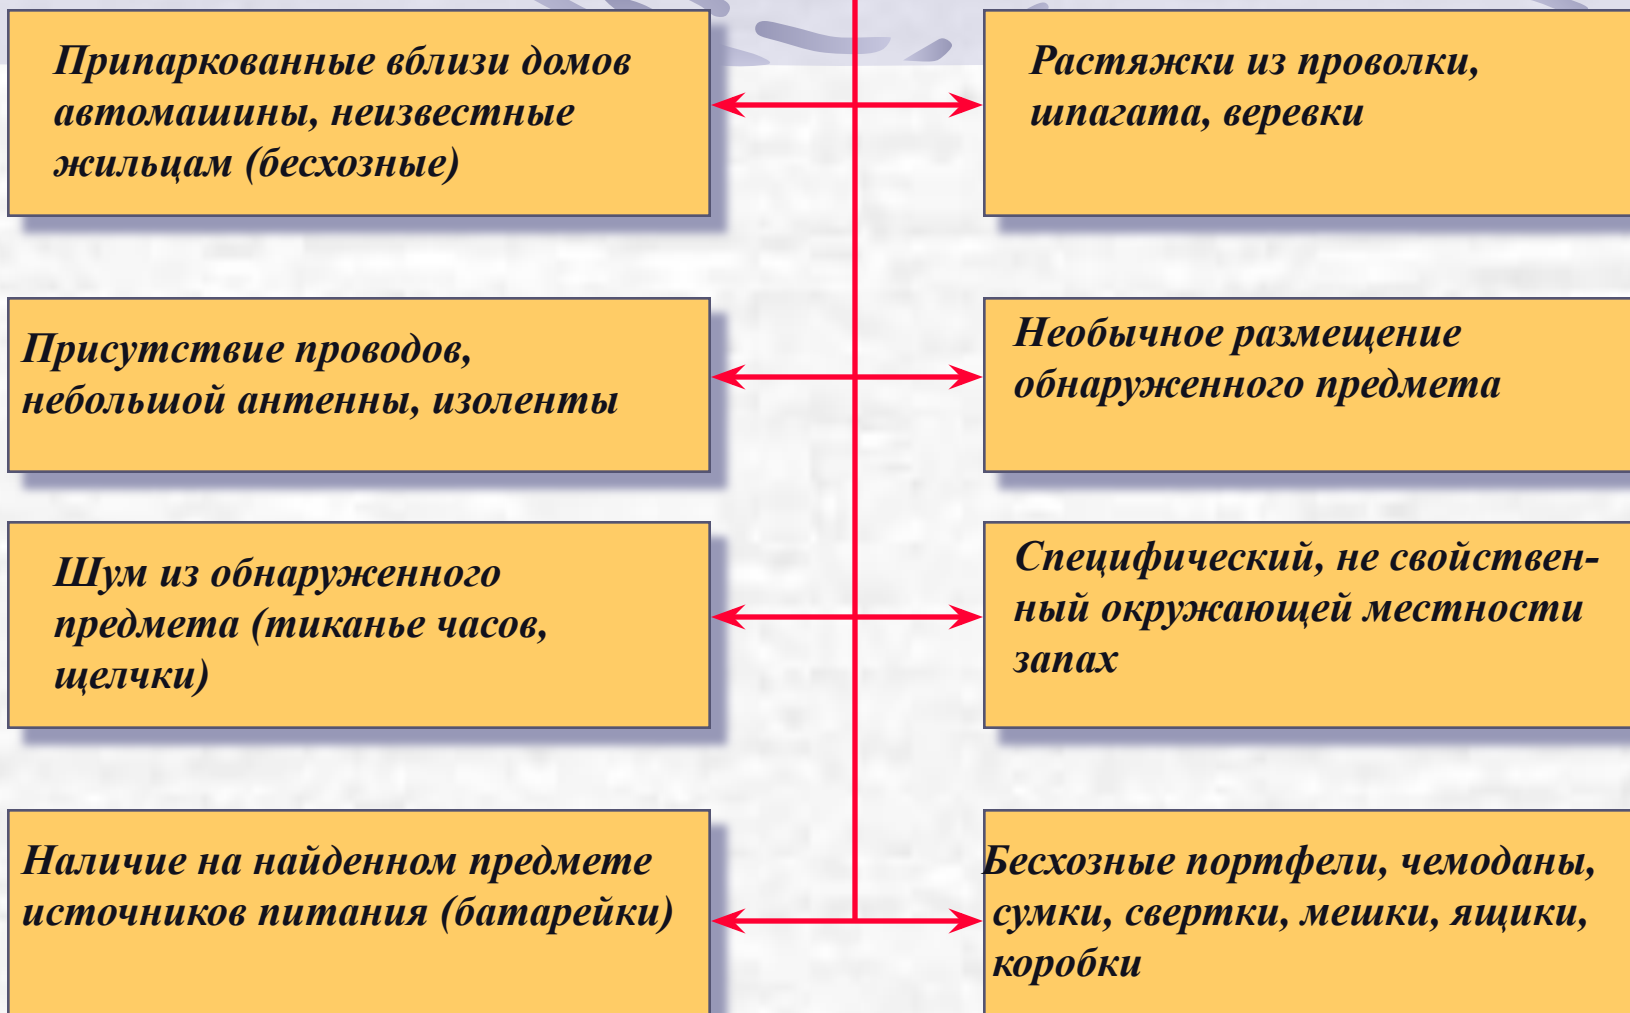 Припаркованные вблизи домов
автомашины, неизвестные
жильцам (бесхозные)
Растяжки из проволки,
шпагата, веревки
Присутствие проводов,
небольшой антенны, изоленты
Необычное размещение
обнаруженного предмета
Шум из обнаруженного
предмета (тиканье часов,
щелчки)
Специфический, не свойствен-
ный окружающей местности
запах
Наличие на найденном предмете
источников питания (батарейки)
Бесхозные портфели, чемоданы,
сумки, свертки, мешки, ящики,
коробки